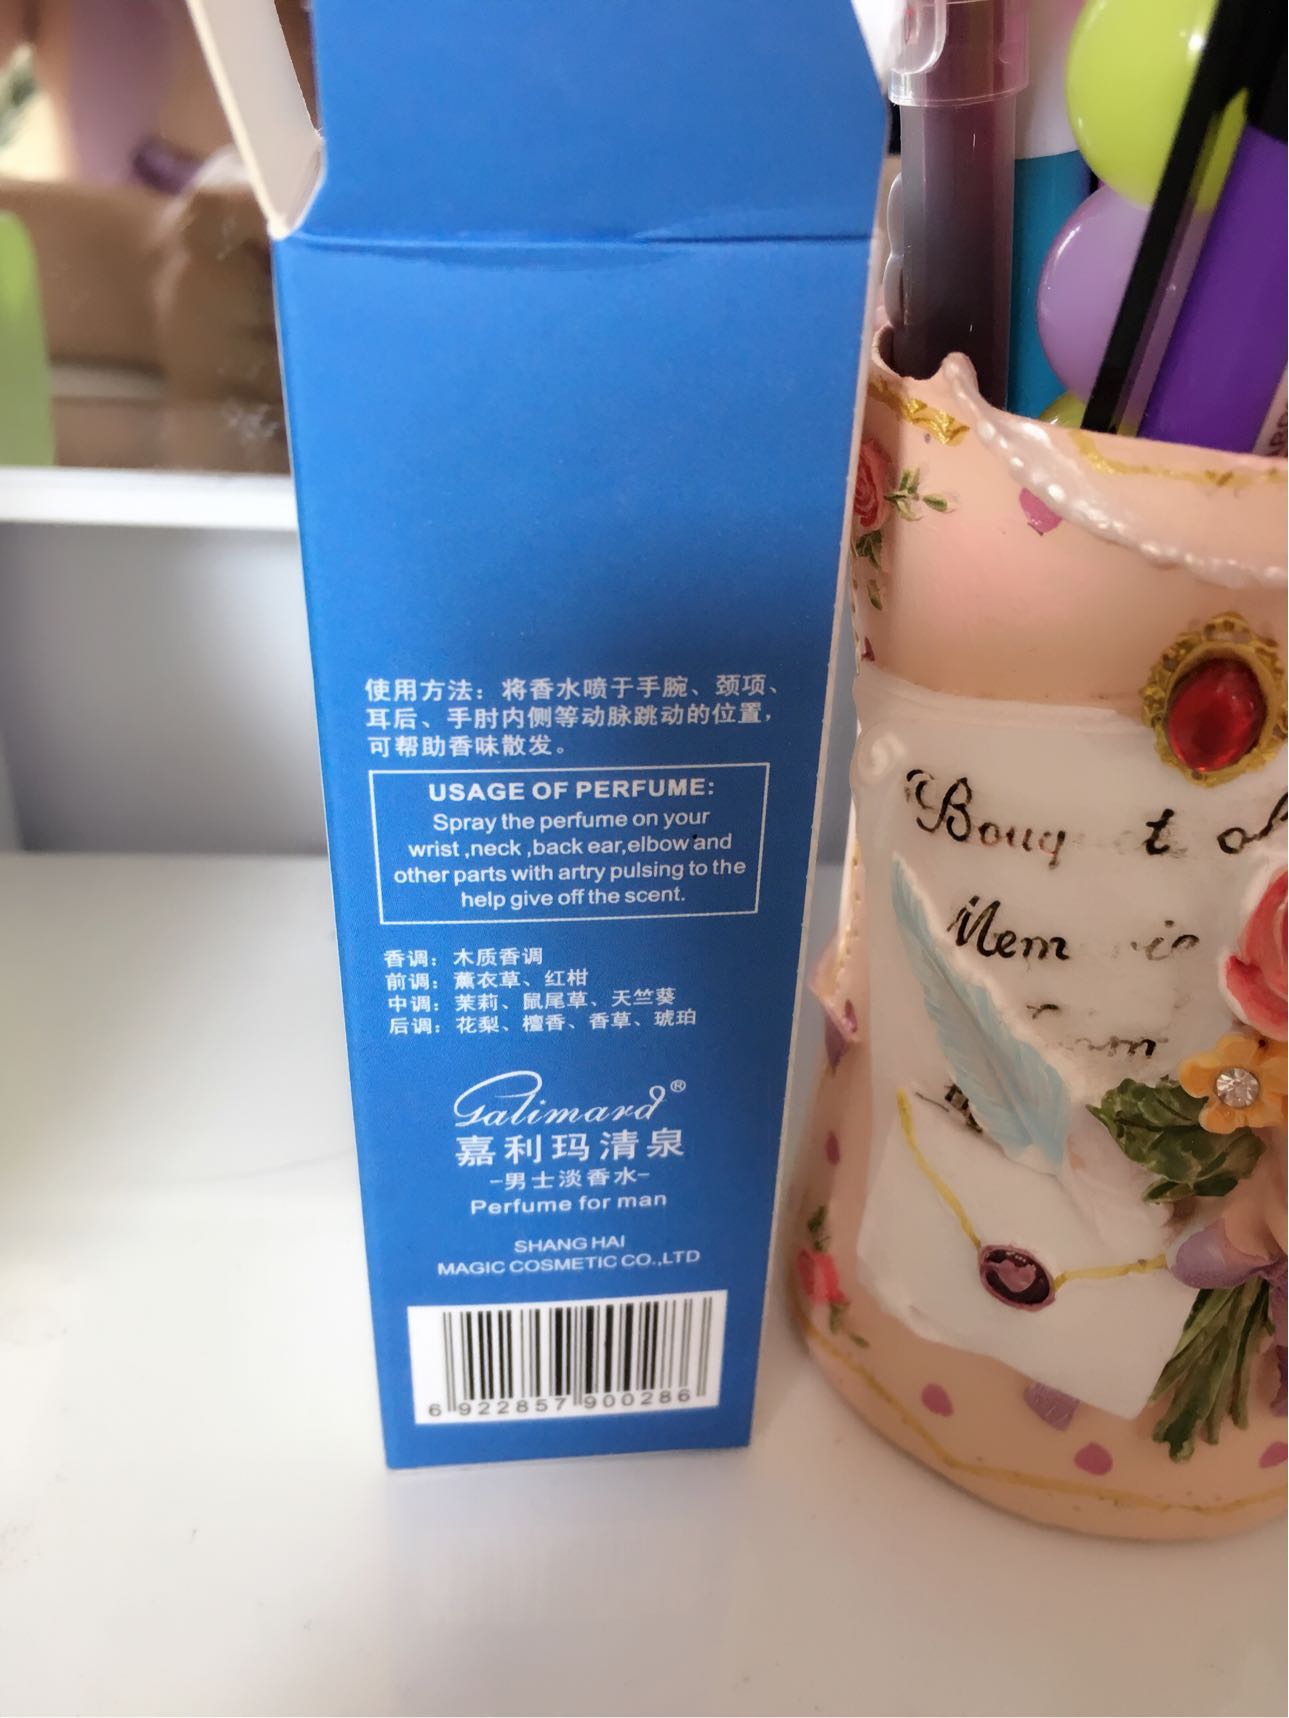 使用方法：将香水喷于手腕、颈项、
耳后、手肘内侧等动脉跳动的位置，
可帮助香味散发。
USAGE OF PERFUME:
Spray the perfume on your
wrist ,neck ,back ear,elbow and
other parts with artry pulsing to the
help give off the scent.
香调：木质香调
前调：薰衣草、红柑
中调：茉莉、鼠尾草、天竺葵
后调：花梨、檀香、香草、琥珀
Galimard®
嘉利玛清泉
-男士淡香水-
Perfume for man
SHANG HAI
MAGIC COSMETIC CO.,LTD
6 922857 900286